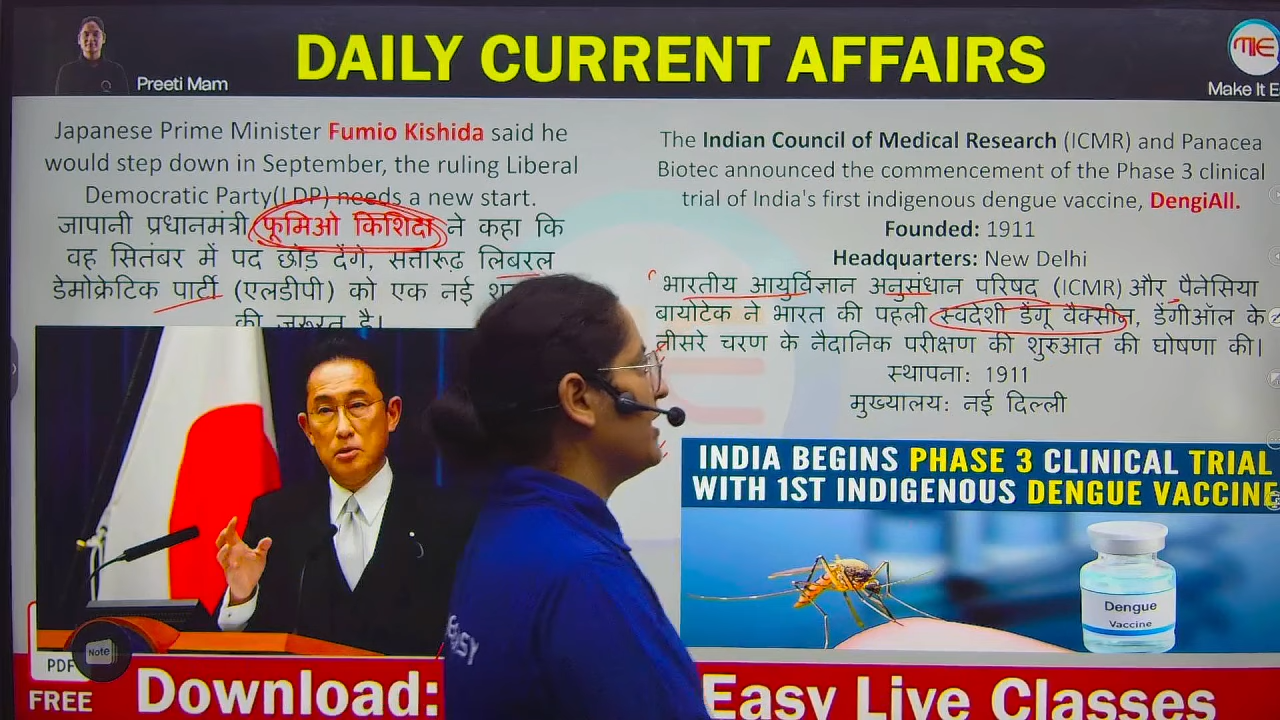 DAILY CURRENT AFFAIRS
Preeti Mam
Make It E
Japanese Prime Minister Fumio Kishida said he
would step down in September, the ruling Liberal
Democratic Party(LDP) needs a new start.
जापानी प्रधानमंत्री फूमिओ किशिदा ने कहा कि
वह सितंबर में पद छोड़ देंगे, सत्तारूढ़ लिबरल
डेमोक्रेटिक पार्टी (एलडीपी) को एक नई
की जरूरत है।
The Indian Council of Medical Research (ICMR) and Panacea
Biotec announced the commencement of the Phase 3 clinical
trial of India's first indigenous dengue vaccine, DengiAll.
Founded: 1911
Headquarters: New Delhi
भारतीय आयुर्विज्ञान अनुसंधान परिषद (ICMR) और पैनेसिया
बायोटेक ने भारत की पहली स्वदेशी डेंगू वैक्सीन, डेंगीऑल के
तीसरे चरण के नैदानिक परीक्षण की शुरुआत की घोषणा की।
स्थापना: 1911
मुख्यालय: नई दिल्ली
INDIA BEGINS PHASE 3 CLINICAL TRIAL
WITH 1ST INDIGENOUS DENGUE VACCINE
Dengue
Vaccine
Note
PDF
FREE
Download:
Easy Live Classes